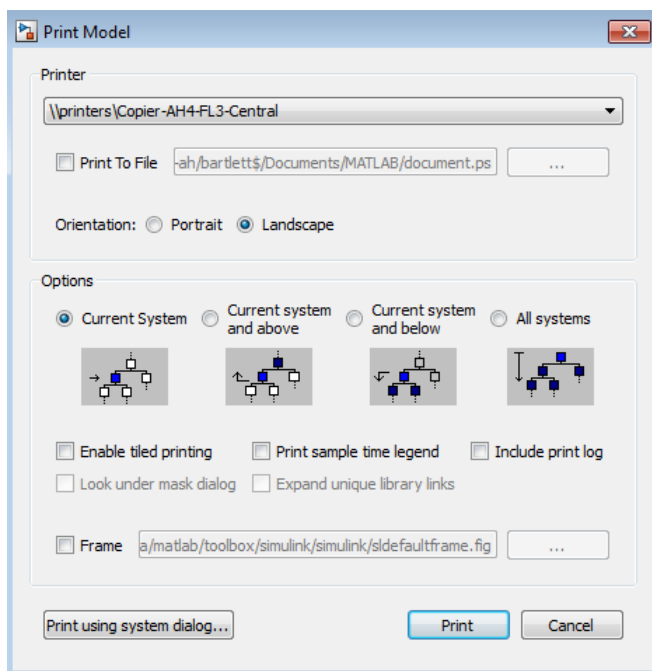 Print Model
Printer
\\printers\Copier-AH4-FL3-Central
Print To File -ah/bartlett$/Documents/MATLAB/document.ps ...
Orientation: Portrait Landscape
Options
Current System Current system and above Current system and below All systems
Enable tiled printing Print sample time legend Include print log
Look under mask dialog Expand unique library links
Frame a/matlab/toolbox/simulink/simulink/sldefaultframe.fig ...
Print using system dialog... Print Cancel